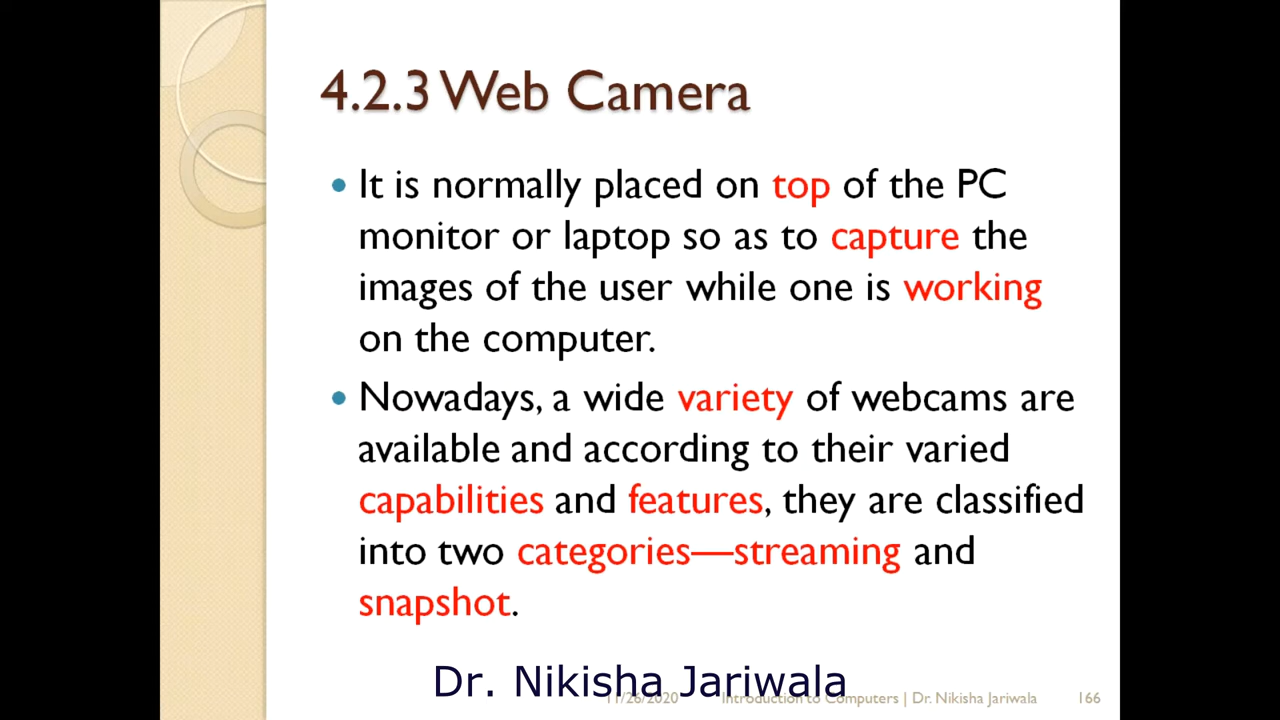 4.2.3 Web Camera
• It is normally placed on top of the PC
monitor or laptop so as to capture the
images of the user while one is working
on the computer.
• Nowadays, a wide variety of webcams are
available and according to their varied
capabilities and features, they are classified
into two categories—streaming and
snapshot.
Dr. Nikisha Jariwala
11/26/2020 Introduction to Computers | Dr. Nikisha Jariwala 166